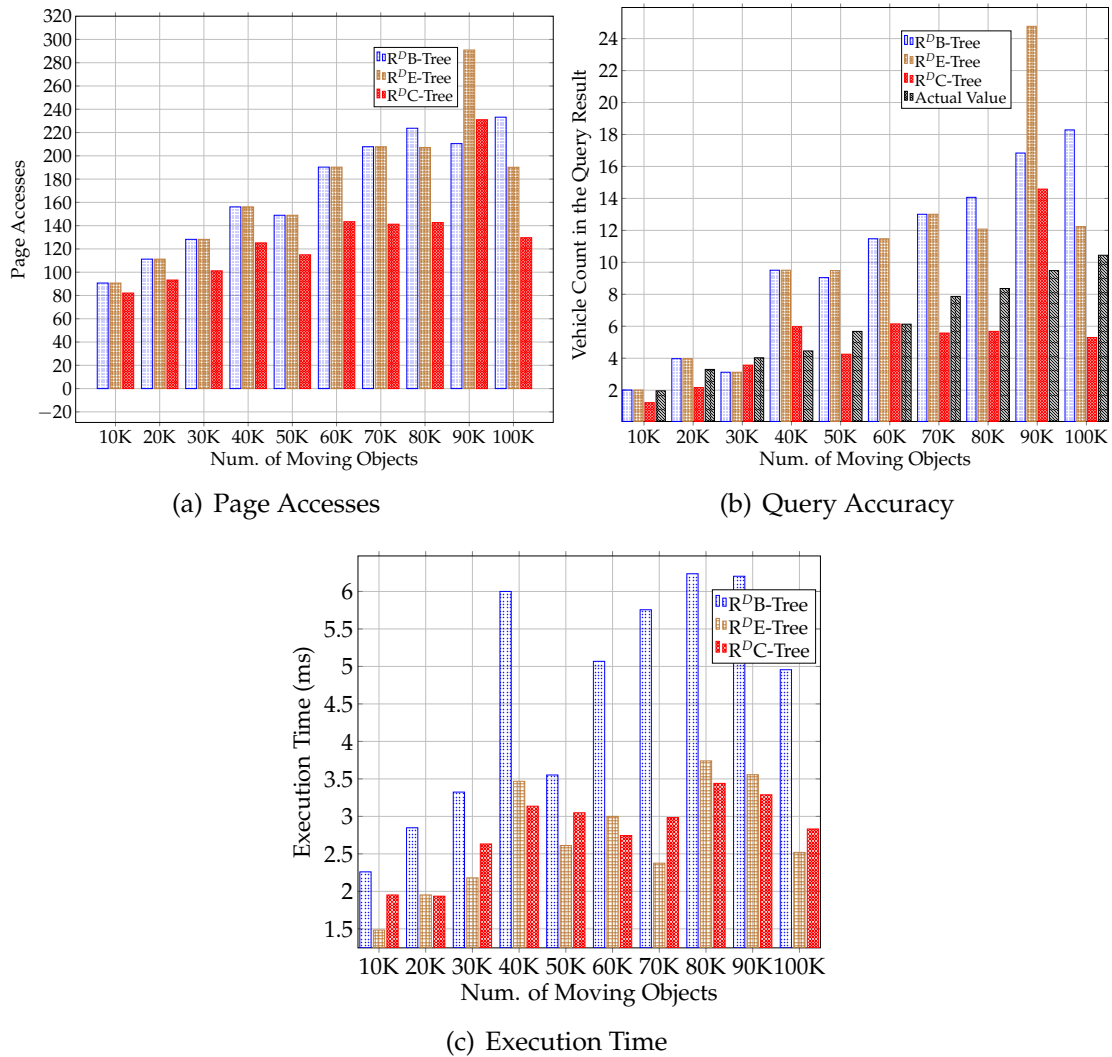 320
300
280
260
240
220
200
180
160
140
120
100
80
60
40
20
0
−20
Page Accesses
R^D B-Tree
R^D E-Tree
R^D C-Tree
10K 20K 30K 40K 50K 60K 70K 80K 90K 100K
Num. of Moving Objects
(a) Page Accesses
24
22
20
18
16
14
12
10
8
6
4
2
Vehicle Count in the Query Result
R^D B-Tree
R^D E-Tree
R^D C-Tree
Actual Value
10K 20K 30K 40K 50K 60K 70K 80K 90K 100K
Num. of Moving Objects
(b) Query Accuracy
6
5.5
5
4.5
4
3.5
3
2.5
2
1.5
Execution Time (ms)
R^D B-Tree
R^D E-Tree
R^D C-Tree
10K 20K 30K 40K 50K 60K 70K 80K 90K 100K
Num. of Moving Objects
(c) Execution Time